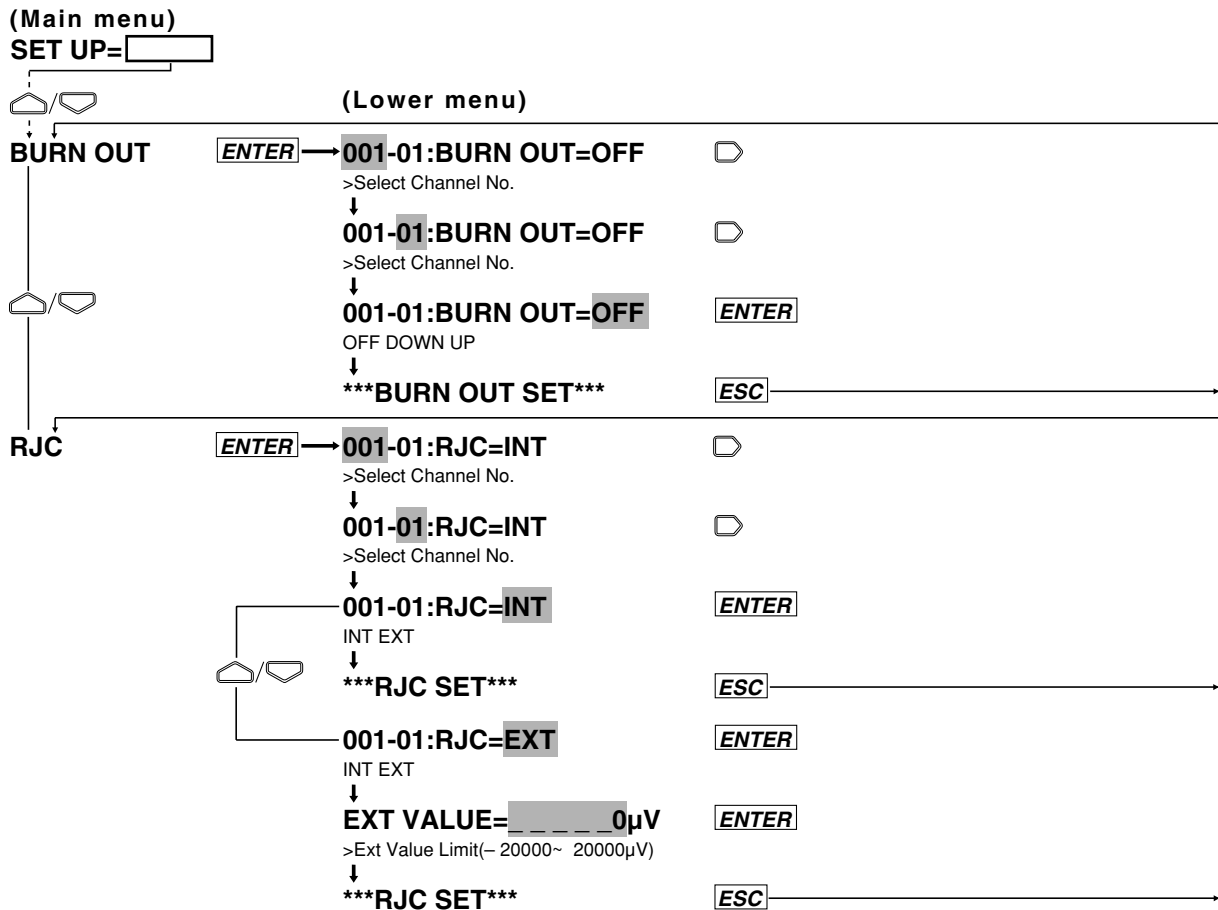 (Main menu)
SET UP=
/
(Lower menu)
BURN OUT ENTER 001-01:BURN OUT=OFF
>Select Channel No.
001-01:BURN OUT=OFF
>Select Channel No.
/
001-01:BURN OUT=OFF ENTER
OFF DOWN UP
***BURN OUT SET*** ESC
RJC ENTER 001-01:RJC=INT
>Select Channel No.
001-01:RJC=INT
>Select Channel No.
001-01:RJC=INT ENTER
INT EXT
/
***RJC SET*** ESC
001-01:RJC=EXT ENTER
INT EXT
EXT VALUE=_ _ _ _ _0µV ENTER
>Ext Value Limit(– 20000~ 20000µV)
***RJC SET*** ESC